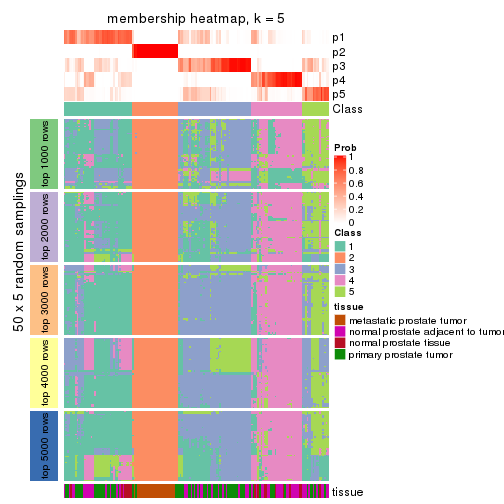 membership heatmap, k = 5
p1
p2
p3
p4
p5
Class
50 x 5 random samplings
top 1000 rows
top 2000 rows
top 3000 rows
top 4000 rows
top 5000 rows
Prob
1
0.8
0.6
0.4
0.2
0
Class
1
2
3
4
5
tissue
metastatic prostate tumor
normal prostate adjacent to tumor
normal prostate tissue
primary prostate tumor
tissue